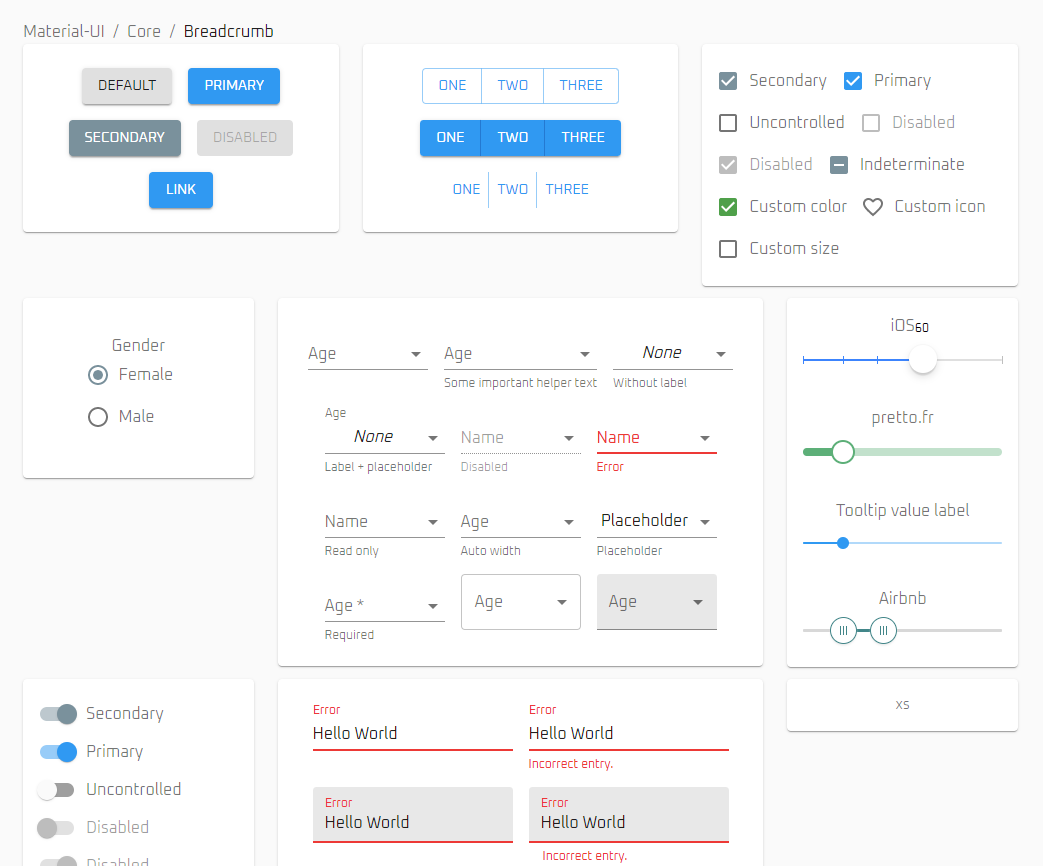 Material-UI / Core / Breadcrumb
DEFAULT PRIMARY
SECONDARY DISABLED
LINK
ONE TWO THREE
ONE TWO THREE
ONE TWO THREE
Secondary Primary
Uncontrolled Disabled
Disabled Indeterminate
Custom color Custom icon
Custom size
Gender
Female
Male
Age Age None
Some important helper text Without label
Age
None Name Name
Label + placeholder Disabled Error
Name Age Placeholder
Read only Auto width Placeholder
Age * Age Age
Required
iOS 60
pretto.fr
Tooltip value label
Airbnb
Secondary
Primary
Uncontrolled
Disabled
Disabled
Error Error
Hello World Hello World
Incorrect entry.
Error Error
Hello World Hello World
Incorrect entry.
xs